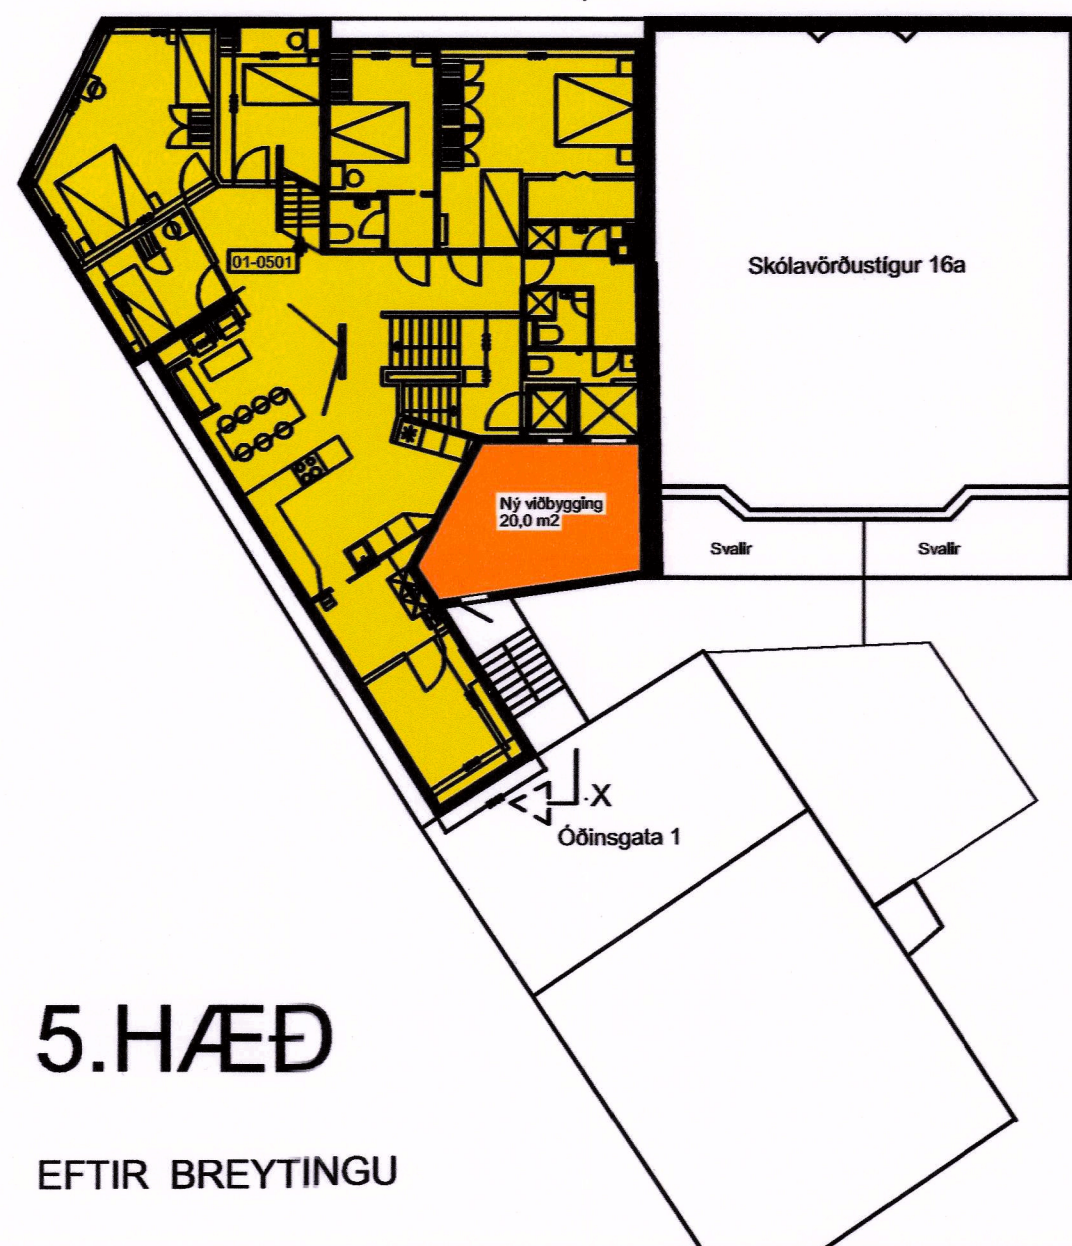 01-0501
Skólavörðustígur 16a
Ný viðbygging
20,0 m2
Svalir
Svalir
X
Óðinsgata 1
5.HÆÐ
EFTIR BREYTINGU